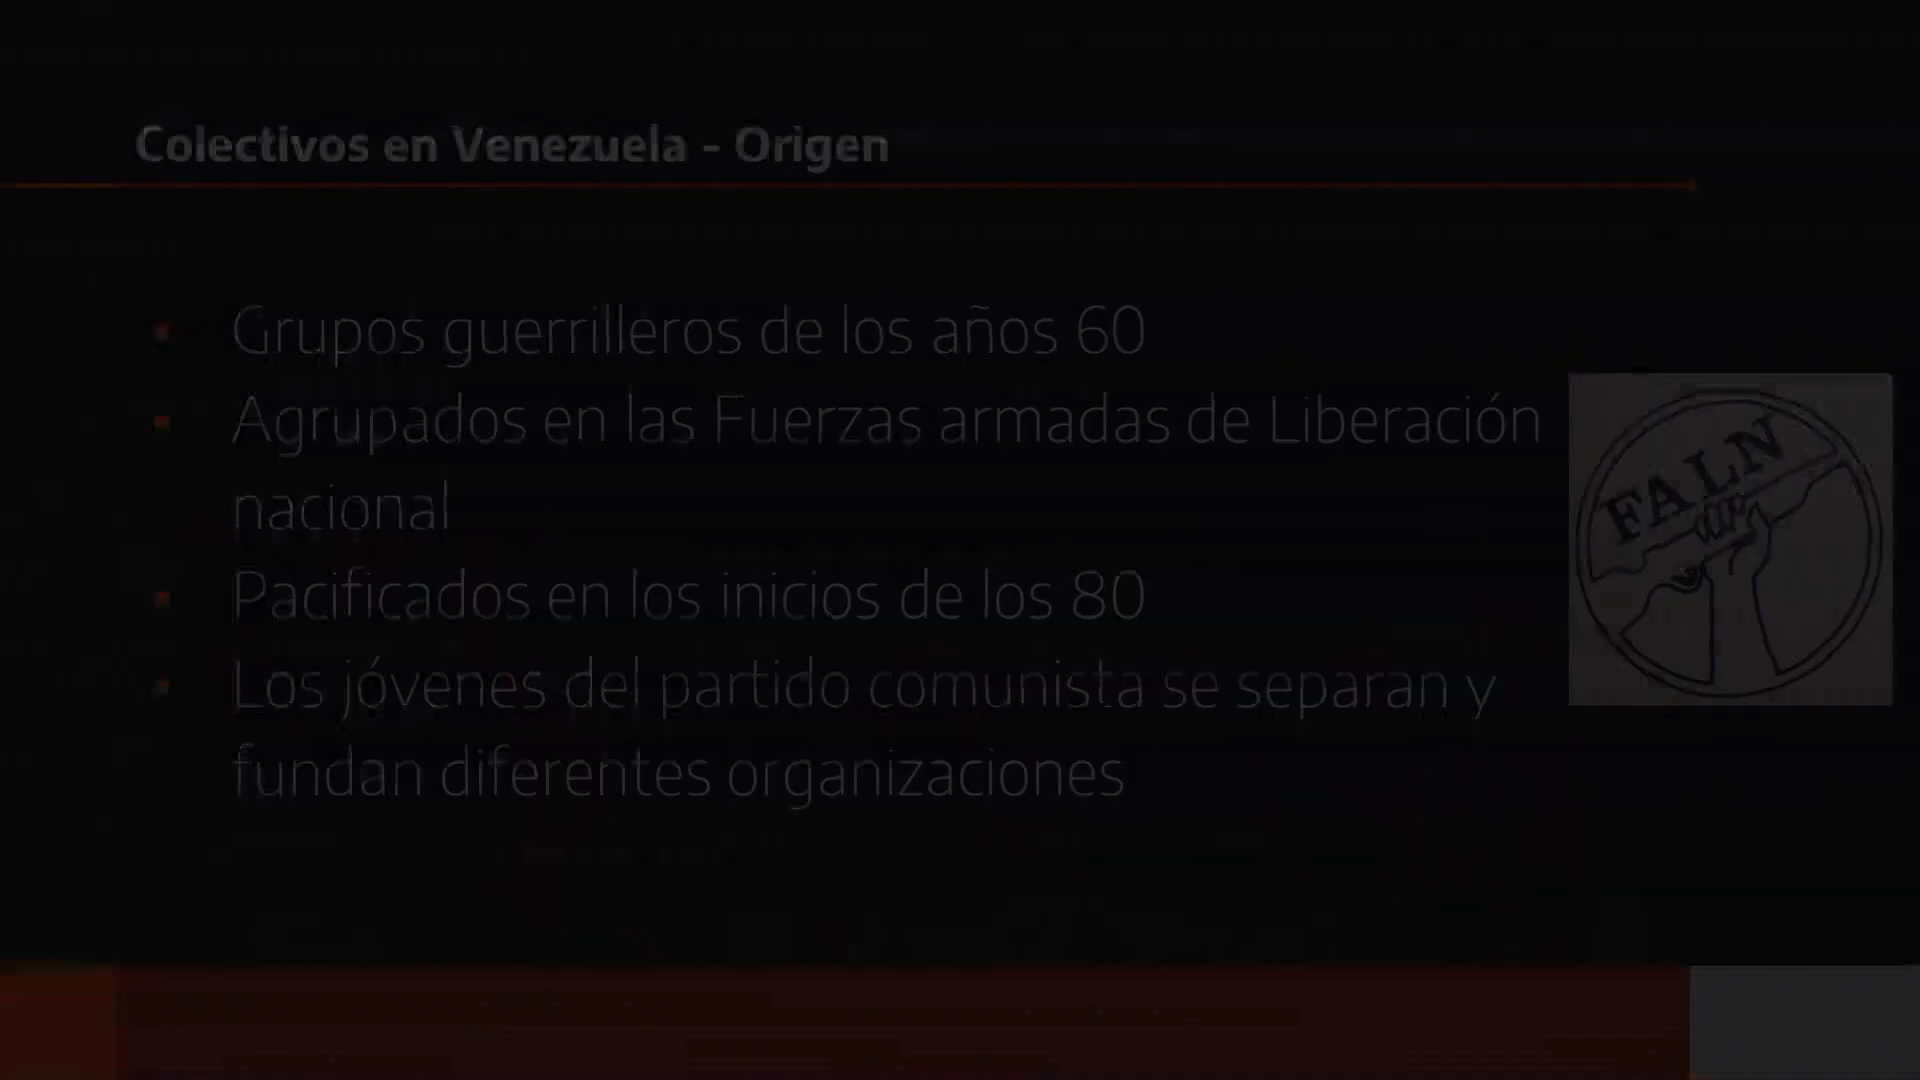 Colectivos en Venezuela - Origen
Grupos guerrilleros de los años 60
Agrupados en las Fuerzas armadas de Liberación
nacional
FALN
Pacificados en los inicios de los 80
Los jóvenes del partido comunista se separan y
fundan diferentes organizaciones